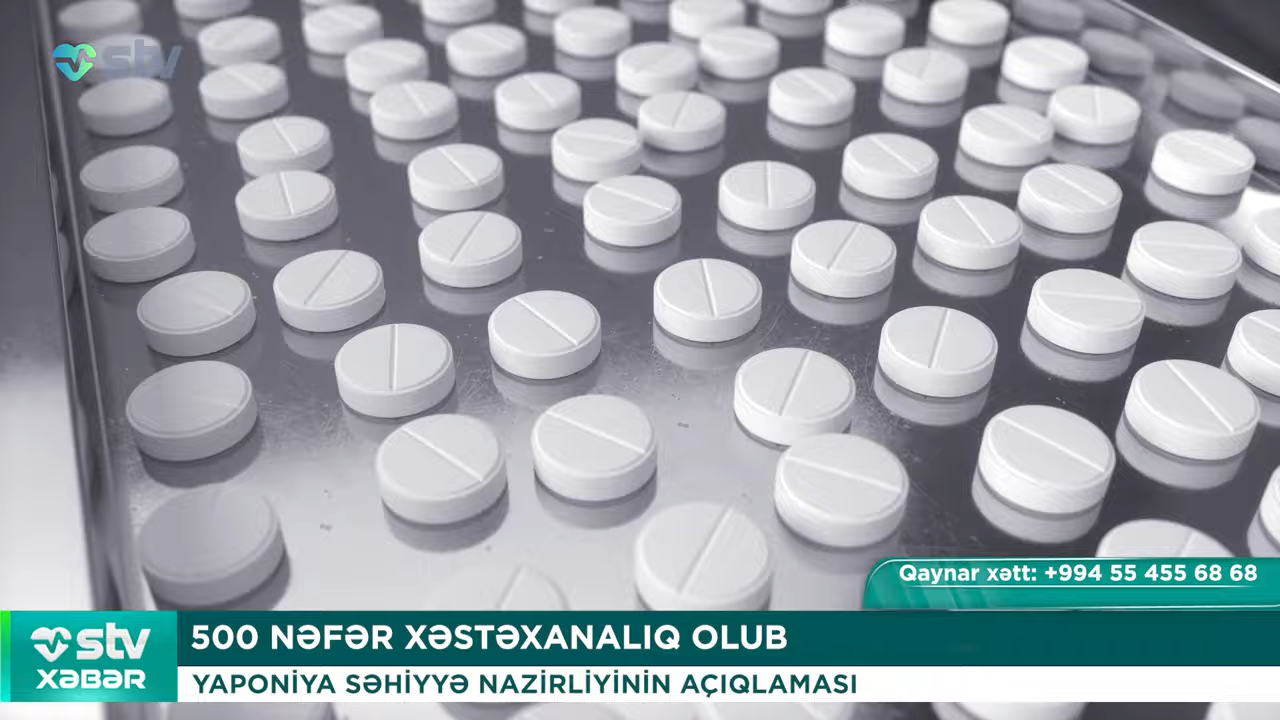 stv
Qaynar xətt: +994 55 455 68 68
stv
XƏBƏR
500 NƏFƏR XƏSTƏXANALIQ OLUB
YAPONİYA SƏHİYYƏ NAZİRLİYİNİN AÇIQLAMASI